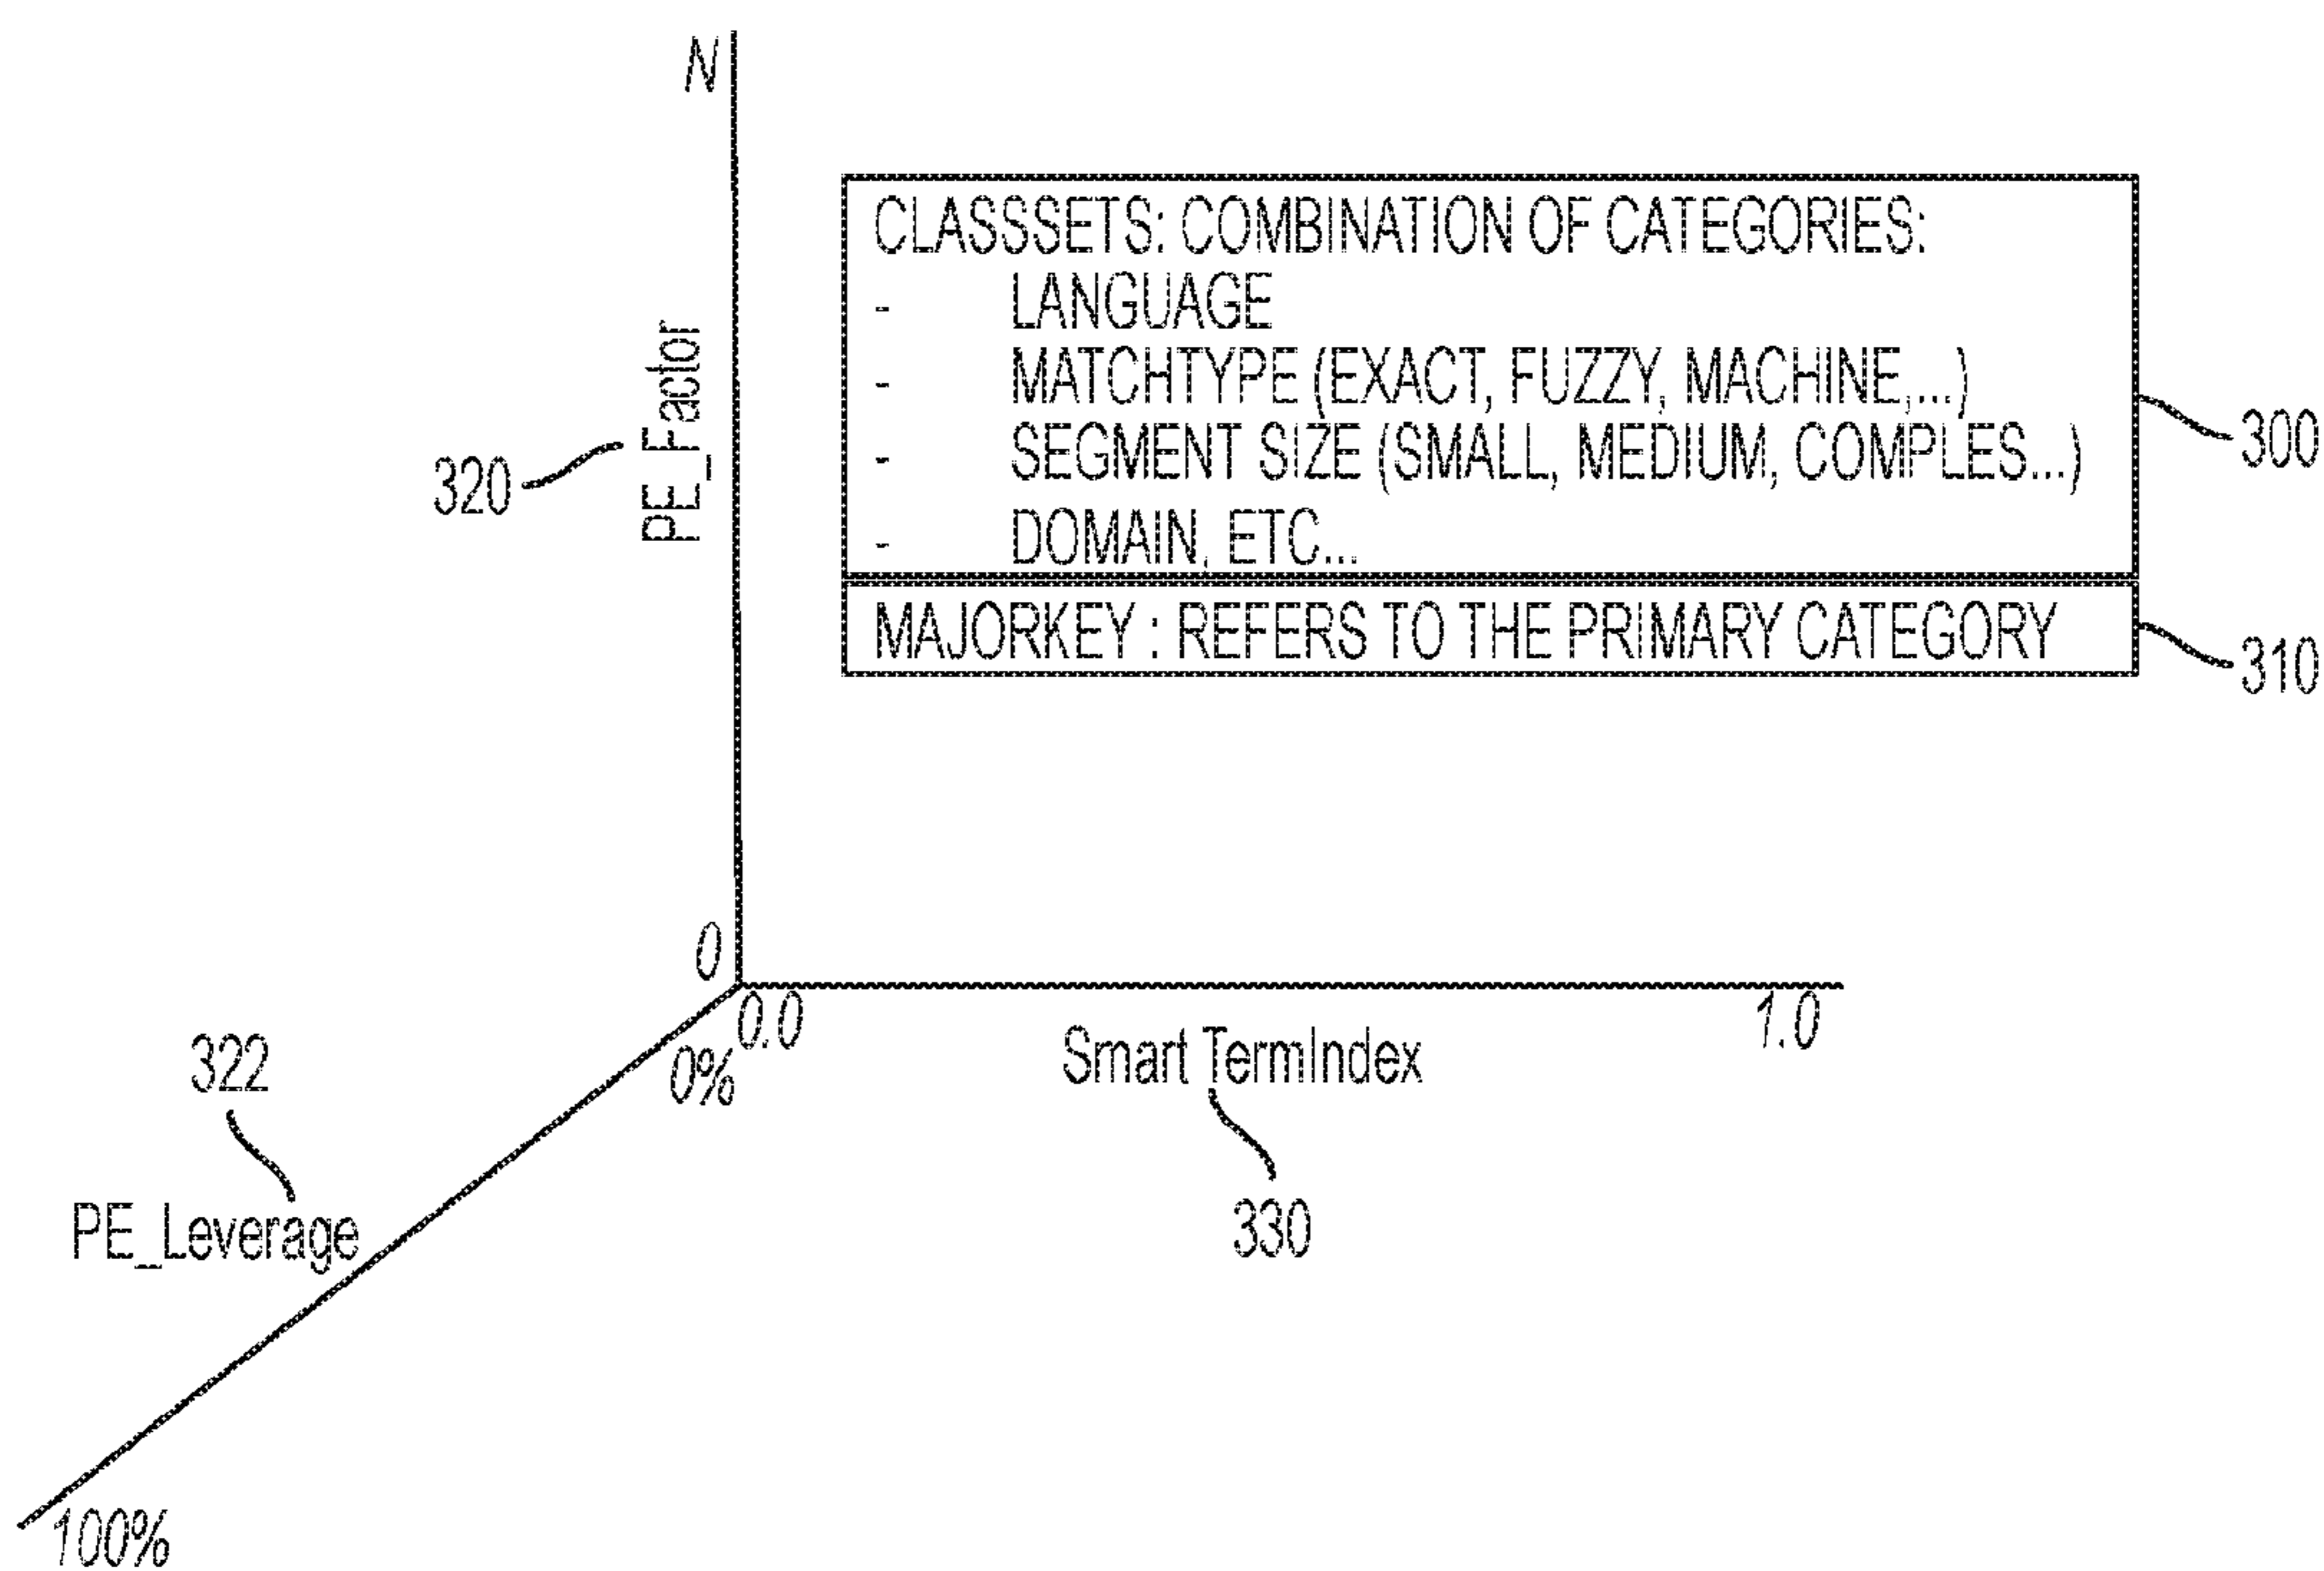 N
CLASSSETS: COMBINATION OF CATEGORIES:
- LANGUAGE
- MATCHTYPE (EXACT, FUZZY, MACHINE,...)
- SEGMENT SIZE (SMALL, MEDIUM, COMPLES...)
- DOMAIN, ETC...
300
MAJORKEY : REFERS TO THE PRIMARY CATEGORY
310
PE_Factor
320
0
0.0
1.0
0%
Smart TermIndex
330
322
PE_Leverage
100%